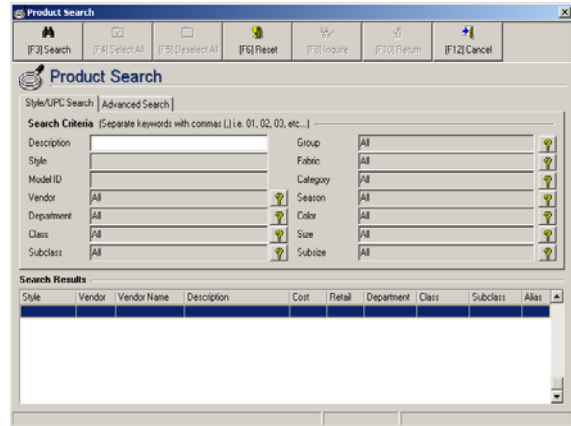 Product Search
[F3] Search [F4] Select All [F5] Deselect All [F6] Reset [F8] Inquire [F10] Return [F12] Cancel
Product Search
Style/UPC Search Advanced Search
Search Criteria (Separate keywords with commas (,) i.e. 01, 02, 03, etc...)
Description Group All
Style Fabric All
Model ID Category All
Vendor All Season All
Department All Color All
Class All Size All
Subclass All Subsize All
Search Results
Style Vendor Vendor Name Description Cost Retail Department Class Subclass Alias